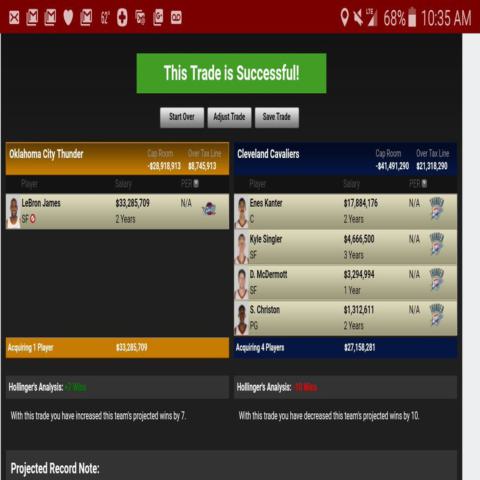 62° LTE 68% 10:35 AM
This Trade is Successful!
Start Over Adjust Trade Save Trade
Oklahoma City Thunder Cap Room Over Tax Line
-$28,918,913 $8,745,913
Player Salary PER
LeBron James $33,285,709 N/A
SF 2 Years
Acquiring 1 Player $33,285,709
Hollinger's Analysis: +7 Wins
With this trade you have increased this team's projected wins by 7.
Cleveland Cavaliers Cap Room Over Tax Line
-$41,491,290 $21,318,290
Player Salary PER
Enes Kanter $17,884,176 N/A
C 2 Years
Kyle Singler $4,666,500 N/A
SF 3 Years
D. McDermott $3,294,994 N/A
SF 1 Year
S. Christon $1,312,611 N/A
PG 2 Years
Acquiring 4 Players $27,158,281
Hollinger's Analysis: -10 Wins
With this trade you have decreased this team's projected wins by 10.
Projected Record Note: